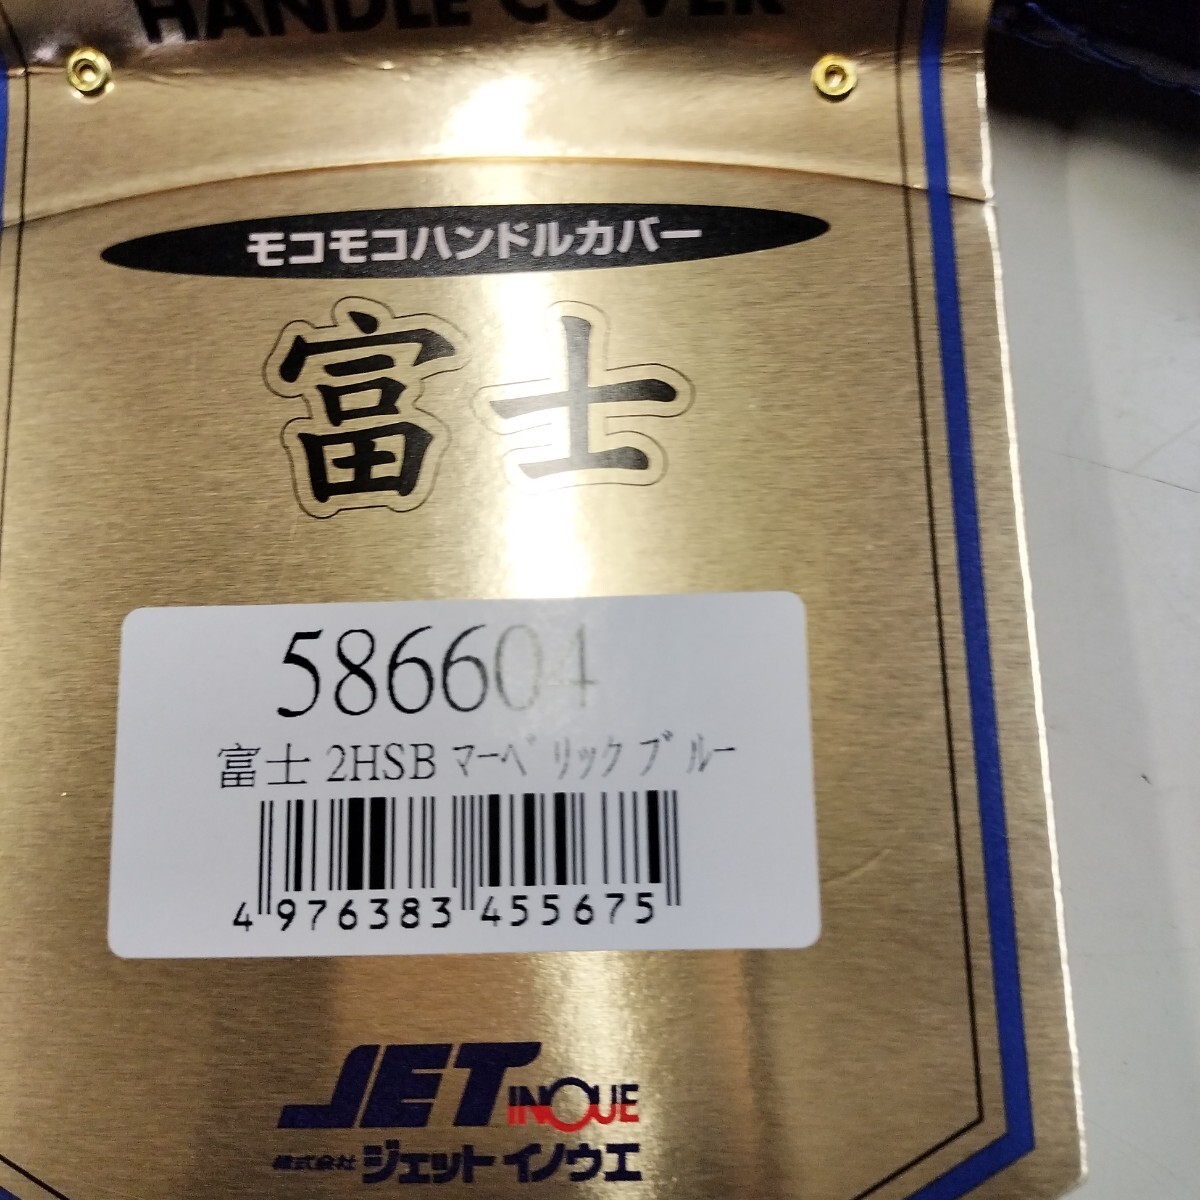 HANDLE COVER
モコモコハンドルカバー
富士
586604
富士 2HSB マーベリックブルー
4 976383 455675
JET INOUE
株式会社 ジェットイノウエ